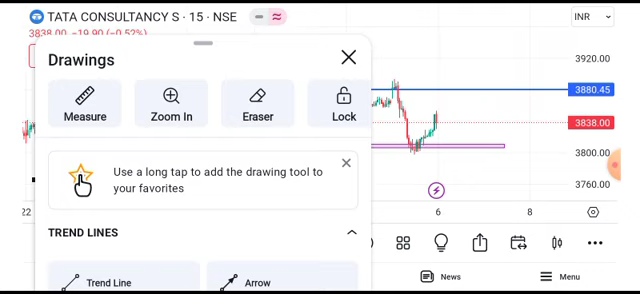 TATA CONSULTANCY S · 15 · NSE
INR
3838.00 −19.90 (−0.52%)
Drawings
Measure
Zoom In
Eraser
Lock
Use a long tap to add the drawing tool to
your favorites
TREND LINES
Trend Line
Arrow
3920.00
3880.45
3838.00
3800.00
3760.00
22
6
8
News
Menu